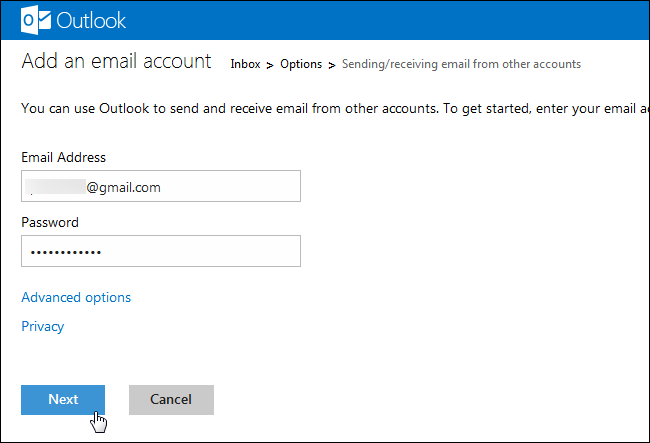 Outlook
Add an email account Inbox > Options > Sending/receiving email from other accounts
You can use Outlook to send and receive email from other accounts. To get started, enter your email
Email Address
@gmail.com
Password
••••••••••••
Advanced options
Privacy
Next Cancel